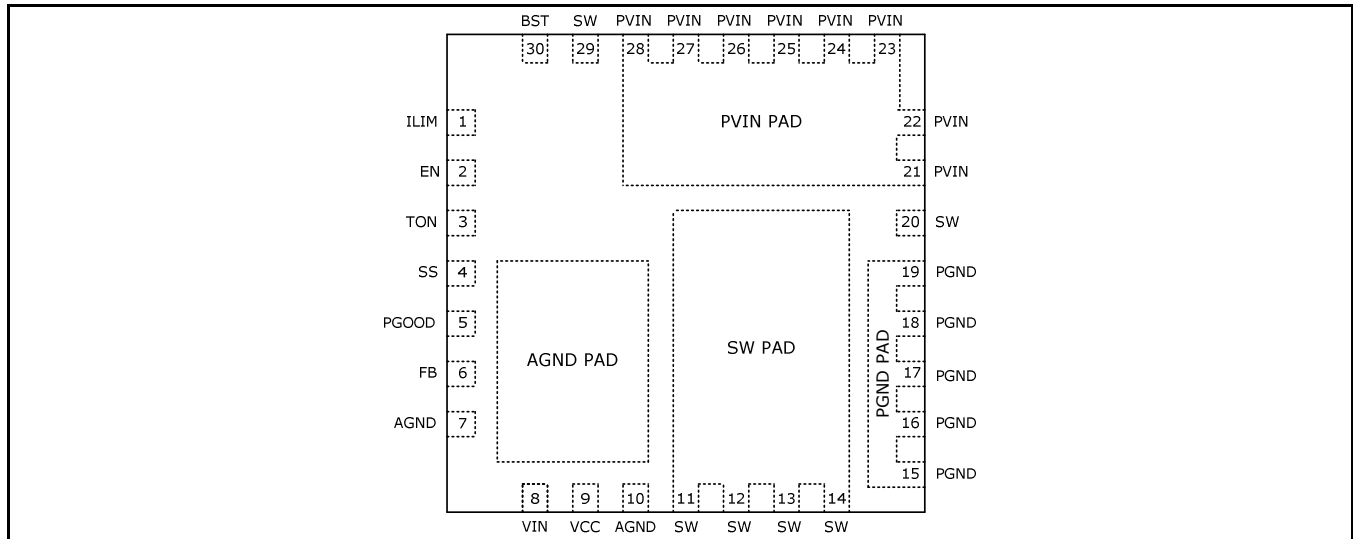 BST SW PVIN PVIN PVIN PVIN PVIN PVIN
30 29 28 27 26 25 24 23
ILIM 1
PVIN PAD
22 PVIN
EN 2
21 PVIN
TON 3
20 SW
SS 4
19 PGND
PGOOD 5
18 PGND
AGND PAD
SW PAD
PGND PAD
FB 6
17 PGND
AGND 7
16 PGND
15 PGND
8 9 10 11 12 13 14
VIN VCC AGND SW SW SW SW